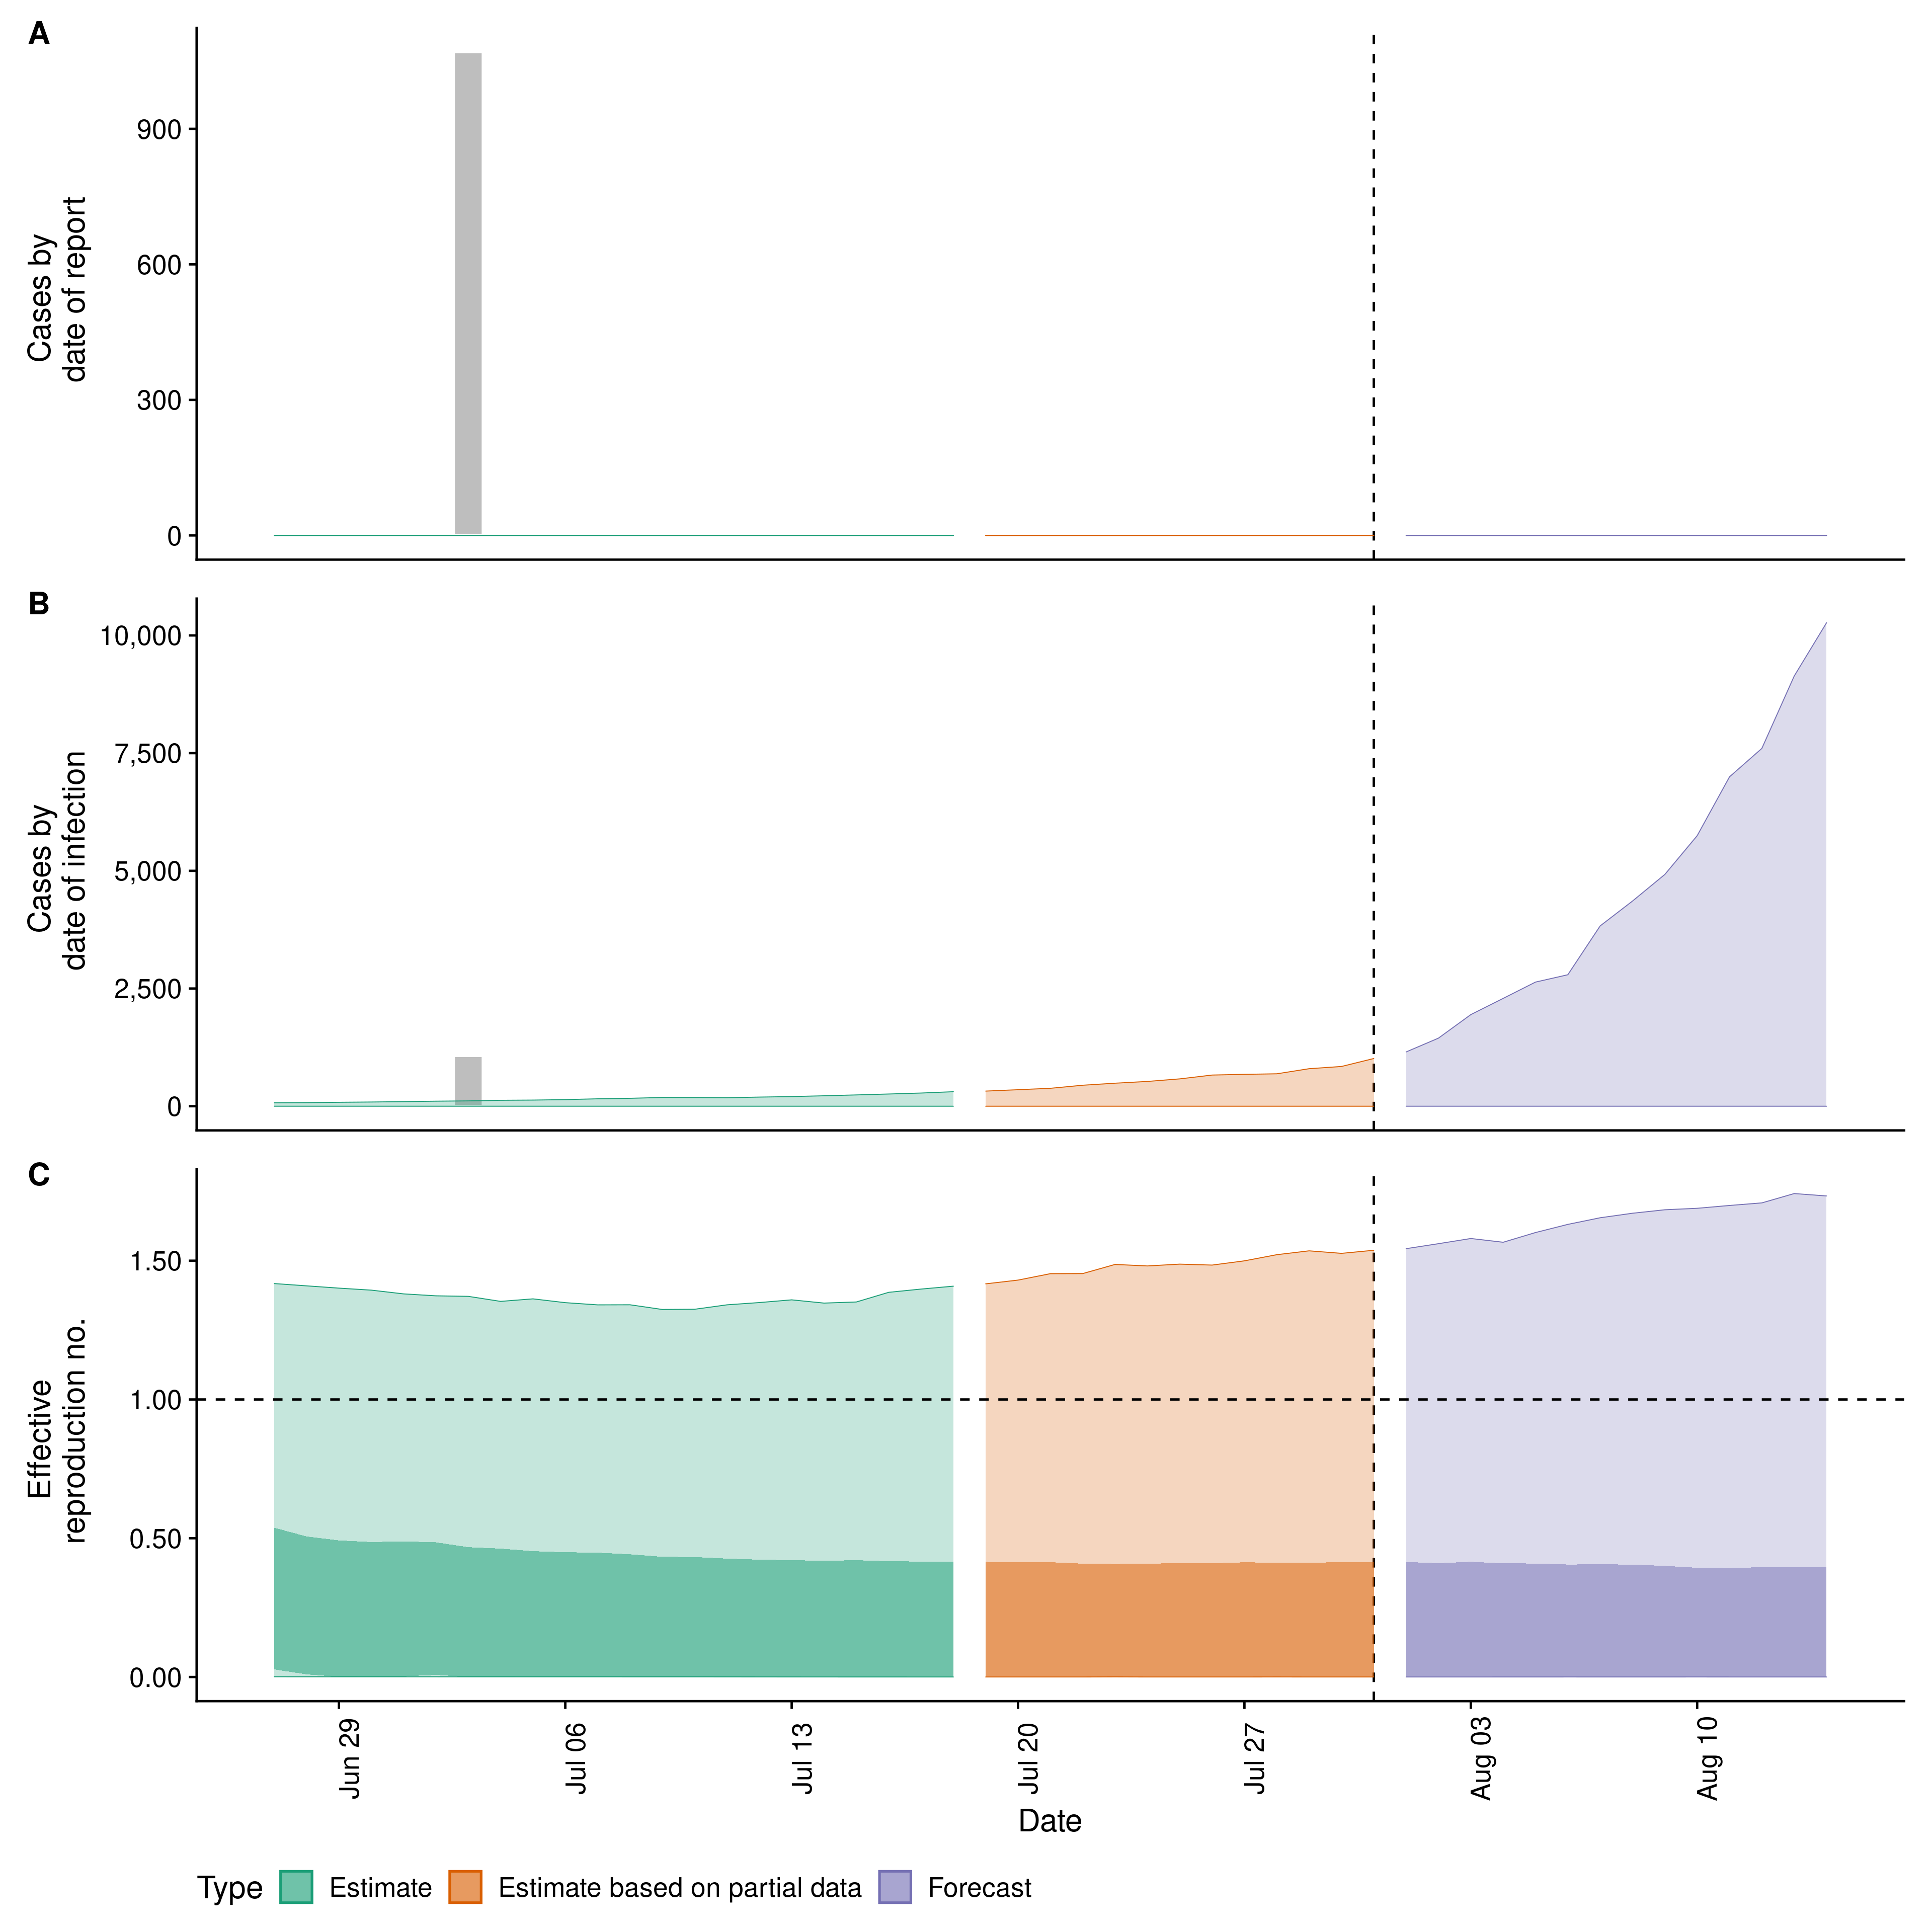 A
900
600
300
0
Cases by
date of report
B
10,000
7,500
5,000
2,500
0
Cases by
date of infection
C
1.50
1.00
0.50
0.00
Effective
reproduction no.
Jun 29
Jul 06
Jul 13
Jul 20
Jul 27
Aug 03
Aug 10
Date
Type Estimate Estimate based on partial data Forecast